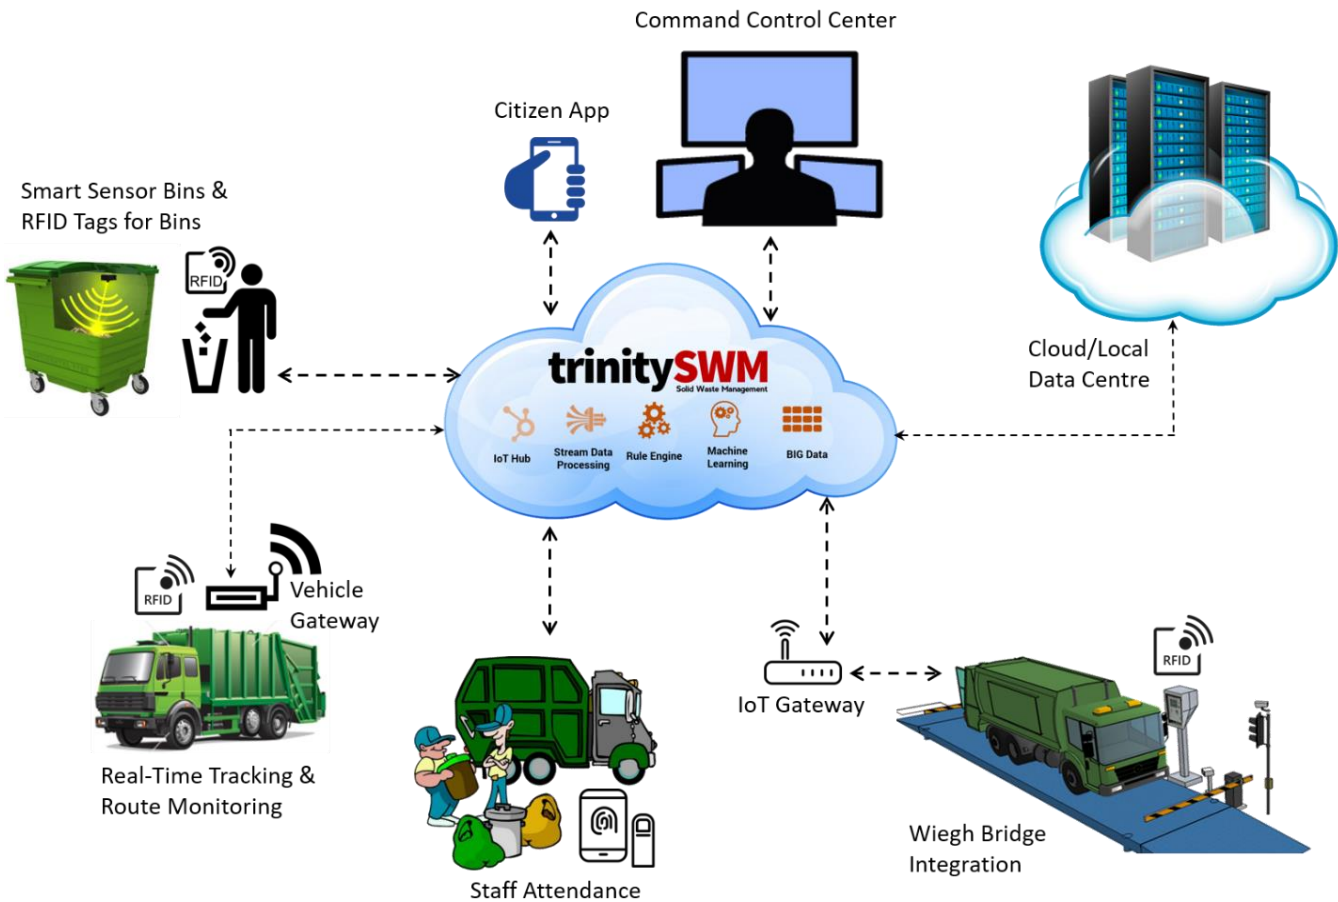 Command Control Center
Citizen App
Smart Sensor Bins &
RFID Tags for Bins
RFID
trinitySWM
Solid Waste Management
IoT Hub
Stream Data
Processing
Rule Engine
Machine
Learning
BIG Data
Cloud/Local
Data Centre
RFID
Vehicle
Gateway
Real-Time Tracking &
Route Monitoring
Staff Attendance
IoT Gateway
RFID
Wiegh Bridge
Integration